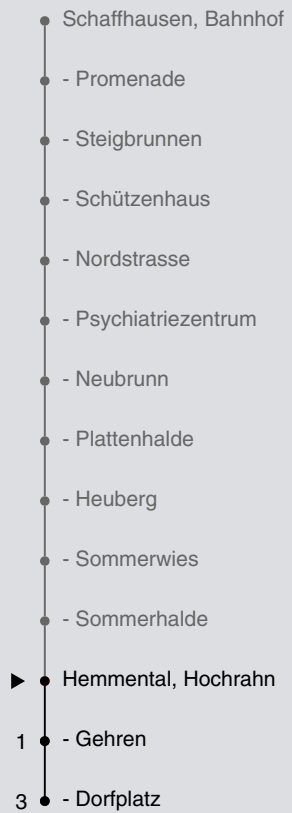 Schaffhausen, Bahnhof
- Promenade
- Steigbrunnen
- Schützenhaus
- Nordstrasse
- Psychiatriezentrum
- Neubrunn
- Plattenhalde
- Heuberg
- Sommerwies
- Sommerhalde
Hemmental, Hochrahn
1 - Gehren
3 - Dorfplatz